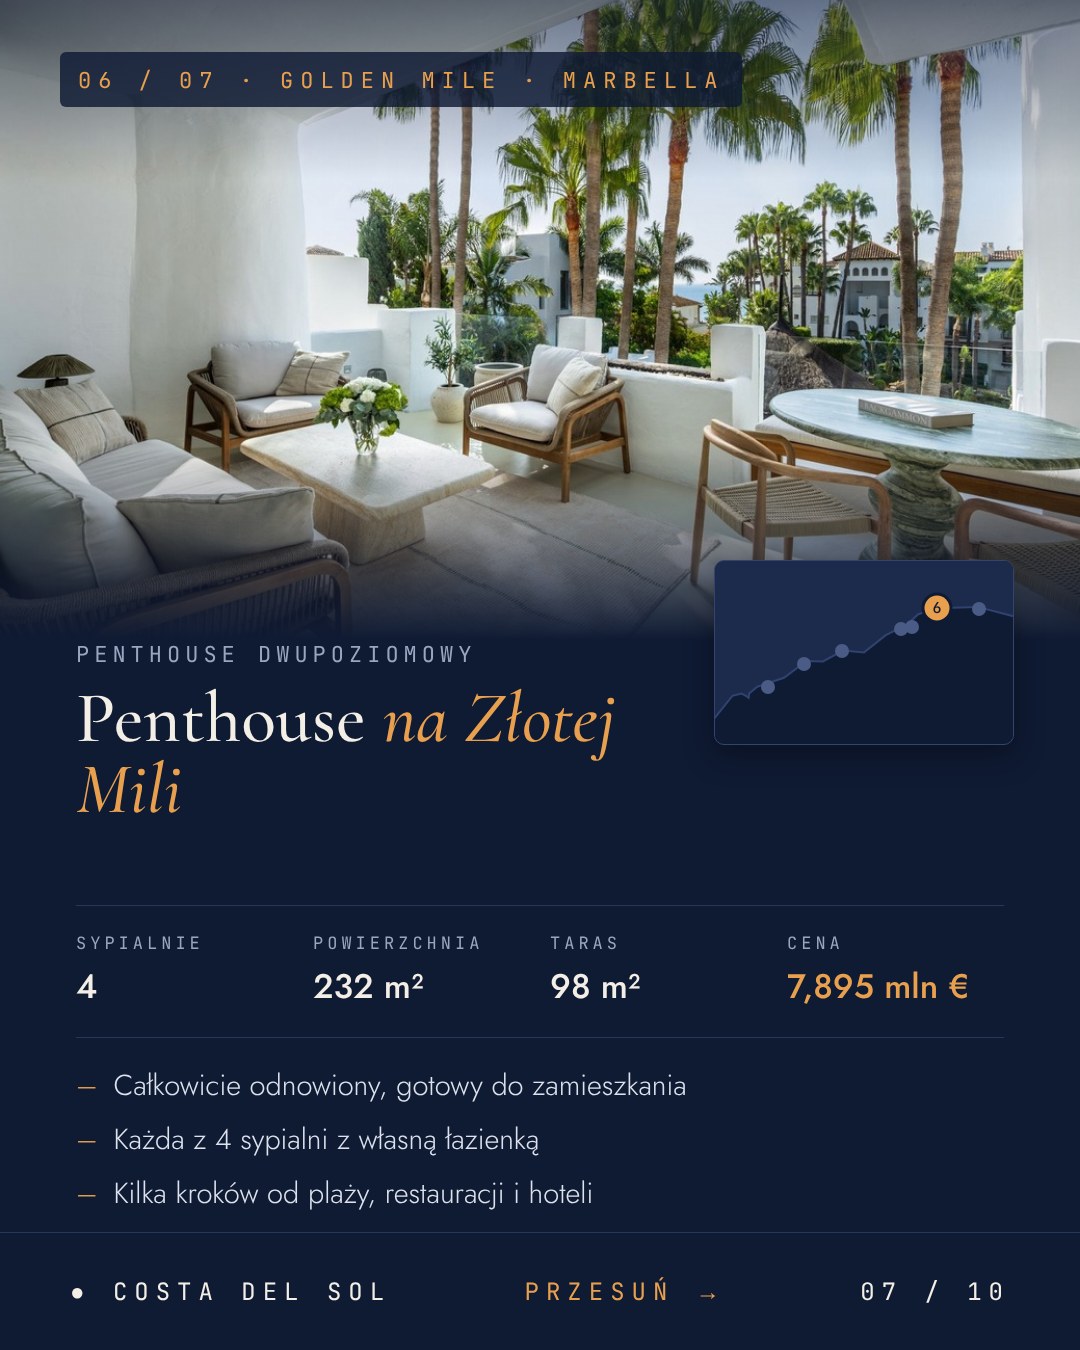 06 / 07 · GOLDEN MILE · MARBELLA
BACKGAMMON
6
PENTHOUSE DWUPOZIOMOWY
Penthouse na Złotej
Mili
SYPIALNIE POWIERZCHNIA TARAS CENA
4 232 m² 98 m² 7,895 mln €
— Całkowicie odnowiony, gotowy do zamieszkania
— Każda z 4 sypialni z własną łazienką
— Kilka kroków od plaży, restauracji i hoteli
• COSTA DEL SOL PRZESUŃ → 07 / 10